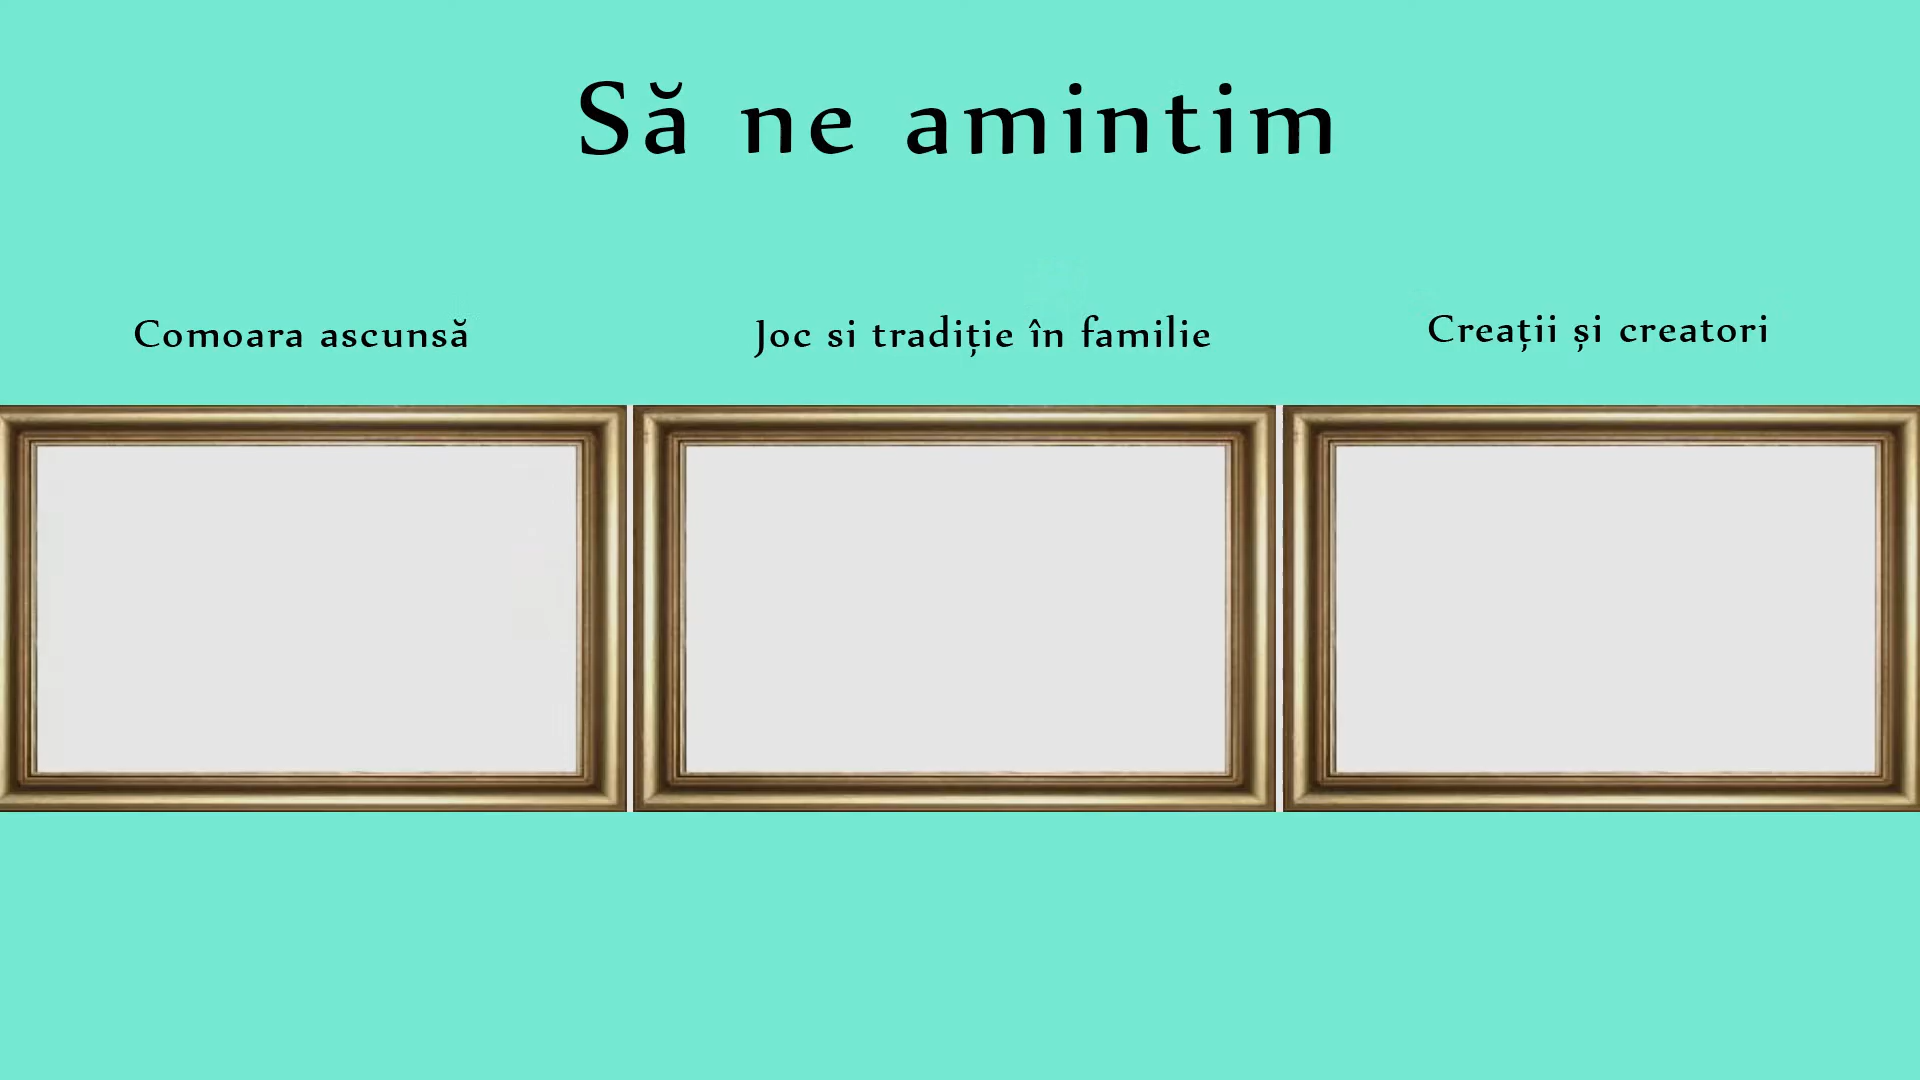 Să ne amintim
Comoara ascunsă
Joc si tradiție în familie
Creații și creatori